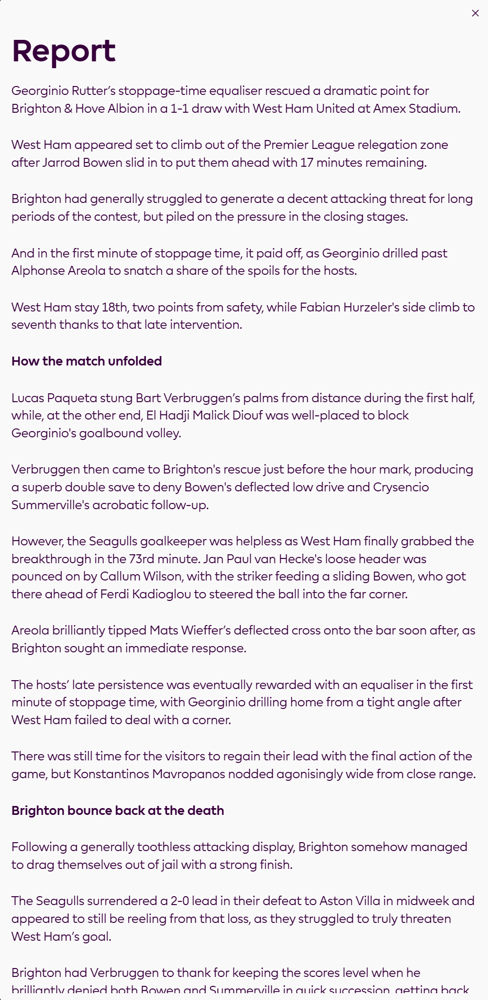 Report
Georginio Rutter’s stoppage-time equaliser rescued a dramatic point for
Brighton & Hove Albion in a 1-1 draw with West Ham United at Amex Stadium.
West Ham appeared set to climb out of the Premier League relegation zone
after Jarrod Bowen slid in to put them ahead with 17 minutes remaining.
Brighton had generally struggled to generate a decent attacking threat for long
periods of the contest, but piled on the pressure in the closing stages.
And in the first minute of stoppage time, it paid off, as Georginio drilled past
Alphonse Areola to snatch a share of the spoils for the hosts.
West Ham stay 18th, two points from safety, while Fabian Hurzeler's side climb to
seventh thanks to that late intervention.
How the match unfolded
Lucas Paqueta stung Bart Verbruggen’s palms from distance during the first half,
while, at the other end, El Hadji Malick Diouf was well-placed to block
Georginio's goalbound volley.
Verbruggen then came to Brighton's rescue just before the hour mark, producing
a superb double save to deny Bowen's deflected low drive and Crysencio
Summerville's acrobatic follow-up.
However, the Seagulls goalkeeper was helpless as West Ham finally grabbed the
breakthrough in the 73rd minute. Jan Paul van Hecke's loose header was
pounced on by Callum Wilson, with the striker feeding a sliding Bowen, who got
there ahead of Ferdi Kadioglou to steered the ball into the far corner.
Areola brilliantly tipped Mats Wieffer’s deflected cross onto the bar soon after, as
Brighton sought an immediate response.
The hosts’ late persistence was eventually rewarded with an equaliser in the first
minute of stoppage time, with Georginio drilling home from a tight angle after
West Ham failed to deal with a corner.
There was still time for the visitors to regain their lead with the final action of the
game, but Konstantinos Mavropanos nodded agonisingly wide from close range.
Brighton bounce back at the death
Following a generally toothless attacking display, Brighton somehow managed
to drag themselves out of jail with a strong finish.
The Seagulls surrendered a 2-0 lead in their defeat to Aston Villa in midweek and
appeared to still be reeling from that loss, as they struggled to truly threaten
West Ham’s goal.
Brighton had Verbruggen to thank for keeping the scores level when he
brilliantly denied both Bowen and Summerville in quick succession, getting back